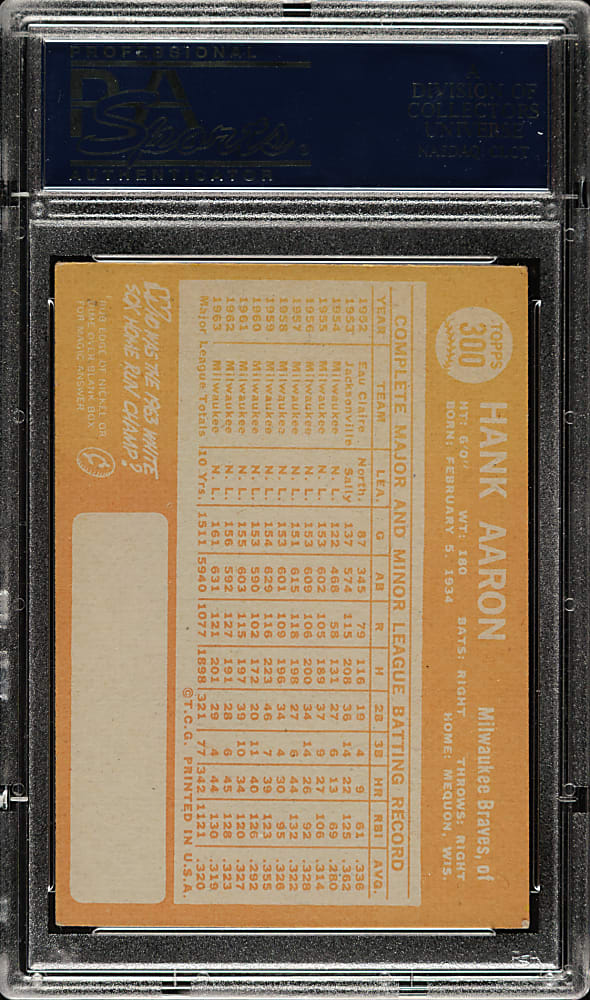 PROFESSIONAL
PSA
Sports
AUTHENTICATOR
A
DIVISION OF
COLLECTORS
UNIVERSE
NASDAQ: CLCT
TOPPS
300
HANK AARON
Milwaukee Braves, of
HT: 6'0" WT: 180 BATS: RIGHT THROWS: RIGHT
BORN: FEBRUARY 5, 1934 HOME: MEQUON, WIS.
COMPLETE MAJOR AND MINOR LEAGUE BATTING RECORD
YEAR TEAM LEA. G AB R H 2B 3B HR RBI AVG.
1952 Eau Claire North. 87 345 79 116 19 4 9 61 .336
1953 Jacksonville Sally 137 574 115 208 36 14 22 125 .362
1954 Milwaukee N. L. 122 468 58 131 27 6 13 69 .280
1955 Milwaukee N. L. 153 602 105 189 37 9 27 106 .314
1956 Milwaukee N. L. 153 609 106 200 34 14 26 92 .328
1957 Milwaukee N. L. 151 615 118 198 27 6 44 132 .322
1958 Milwaukee N. L. 153 601 109 196 34 4 30 95 .326
1959 Milwaukee N. L. 154 629 116 223 46 7 39 123 .355
1960 Milwaukee N. L. 153 590 102 172 20 11 40 126 .292
1961 Milwaukee N. L. 155 603 115 197 39 10 34 120 .327
1962 Milwaukee N. L. 156 592 127 191 28 6 45 128 .323
1963 Milwaukee N. L. 161 631 121 201 29 4 44 130 .319
Major League Totals 10 Yrs. 1511 5940 1077 1898 321 77 342 1121 .320
©T.C.G. PRINTED IN U.S.A.
WHO WAS THE 1963 WHITE
SOX HOME RUN CHAMP?
RUB EDGE OF NICKEL OR
DIME OVER BLANK BOX
FOR MAGIC ANSWER
PSA